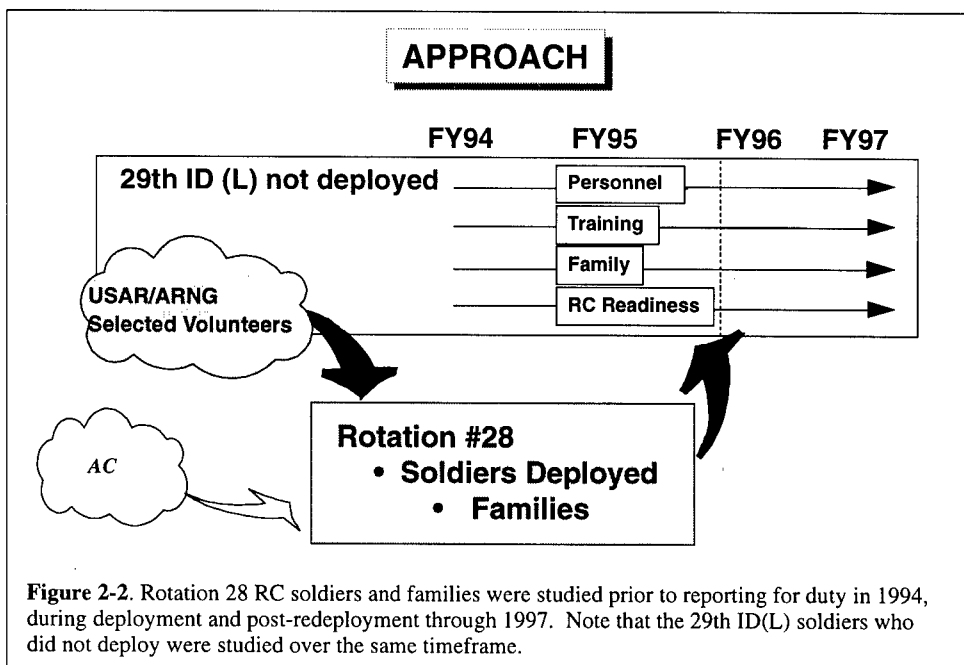 APPROACH
FY94 FY95 FY96 FY97
29th ID (L) not deployed
Personnel
Training
Family
RC Readiness
USAR/ARNG
Selected Volunteers
AC
Rotation #28
• Soldiers Deployed
• Families
Figure 2-2. Rotation 28 RC soldiers and families were studied prior to reporting for duty in 1994,
during deployment and post-redeployment through 1997. Note that the 29th ID(L) soldiers who
did not deploy were studied over the same timeframe.